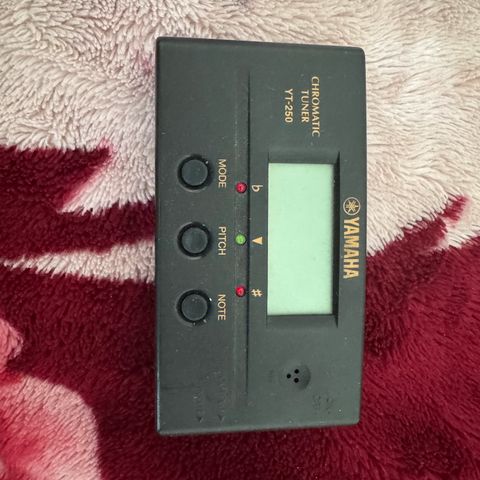 YAMAHA
CHROMATIC
TUNER
YT-250
♭ ▼ ♯
MODE PITCH NOTE